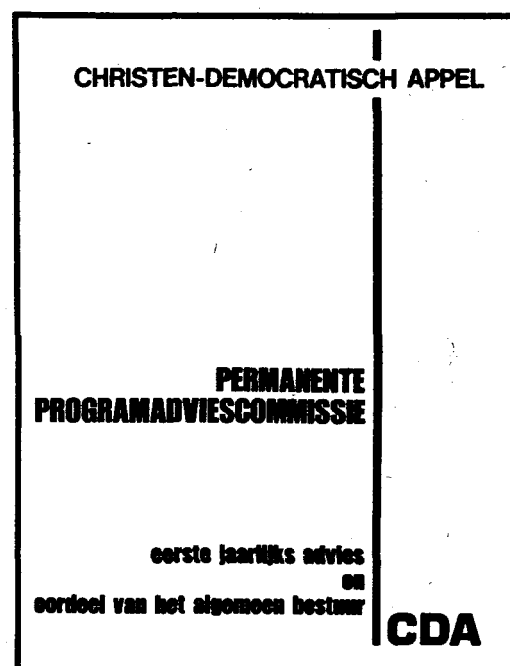 CHRISTEN-DEMOCRATISCH APPEL
PERMANENTE
PROGRAMADVIESCOMMISSIE
eerste jaarlijks advies
en
oordeel van het algemeen bestuur
CDA